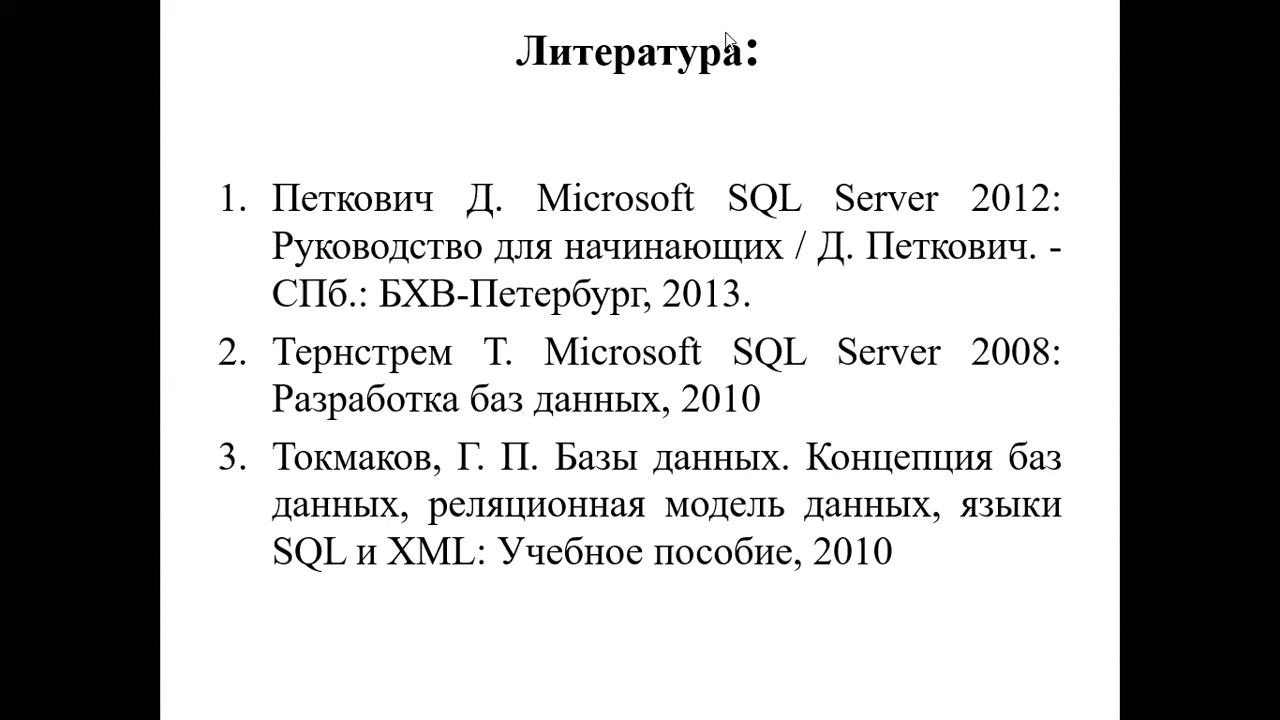 Литература:
1. Петкович Д. Microsoft SQL Server 2012:
Руководство для начинающих / Д. Петкович. -
СПб.: БХВ-Петербург, 2013.
2. Тернстрем Т. Microsoft SQL Server 2008:
Разработка баз данных, 2010
3. Токмаков, Г. П. Базы данных. Концепция баз
данных, реляционная модель данных, языки
SQL и XML: Учебное пособие, 2010